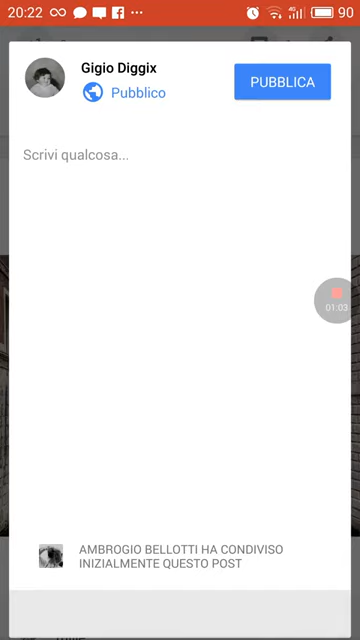 20:22
90
Gigio Diggix
Pubblico
PUBBLICA
Scrivi qualcosa...
01:03
AMBROGIO BELLOTTI HA CONDIVISO
INIZIALMENTE QUESTO POST